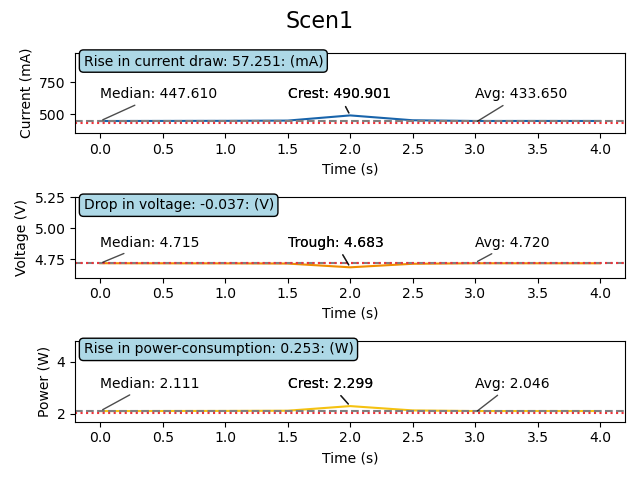 Scen1
Rise in current draw: 57.251: (mA)
Current (mA)
750
500
Median: 447.610
Crest: 490.901
Avg: 433.650
0.0 0.5 1.0 1.5 2.0 2.5 3.0 3.5 4.0
Time (s)
Drop in voltage: -0.037: (V)
Voltage (V)
5.25
5.00
4.75
Median: 4.715
Trough: 4.683
Avg: 4.720
0.0 0.5 1.0 1.5 2.0 2.5 3.0 3.5 4.0
Time (s)
Rise in power-consumption: 0.253: (W)
Power (W)
4
2
Median: 2.111
Crest: 2.299
Avg: 2.046
0.0 0.5 1.0 1.5 2.0 2.5 3.0 3.5 4.0
Time (s)